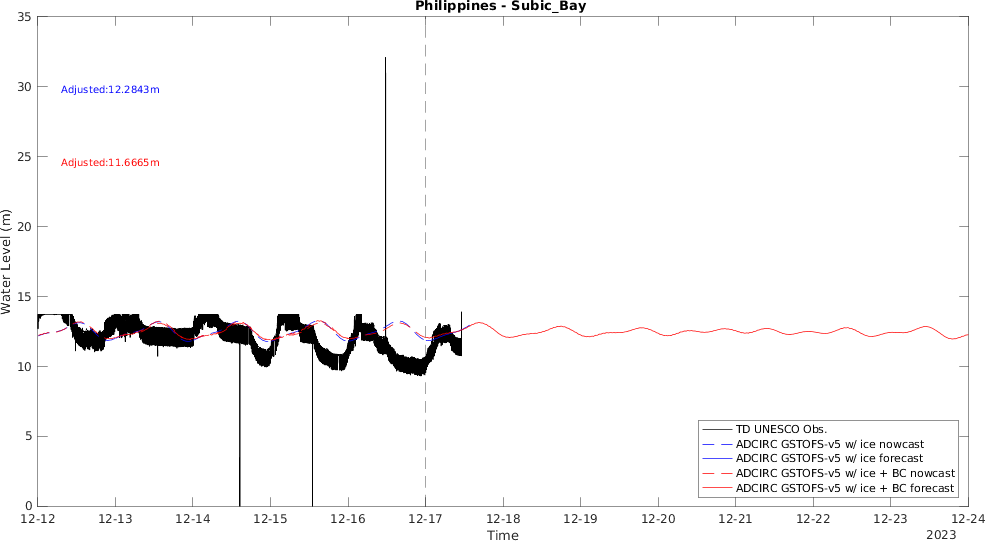 Philippines - Subic_Bay
35
30
25
20
15
10
5
0
Water Level (m)
Adjusted:12.2843m
Adjusted:11.6665m
TD UNESCO Obs.
ADCIRC GSTOFS-v5 w/ ice nowcast
ADCIRC GSTOFS-v5 w/ ice forecast
ADCIRC GSTOFS-v5 w/ ice + BC nowcast
ADCIRC GSTOFS-v5 w/ ice + BC forecast
12-12 12-13 12-14 12-15 12-16 12-17 12-18 12-19 12-20 12-21 12-22 12-23 12-24
Time
2023